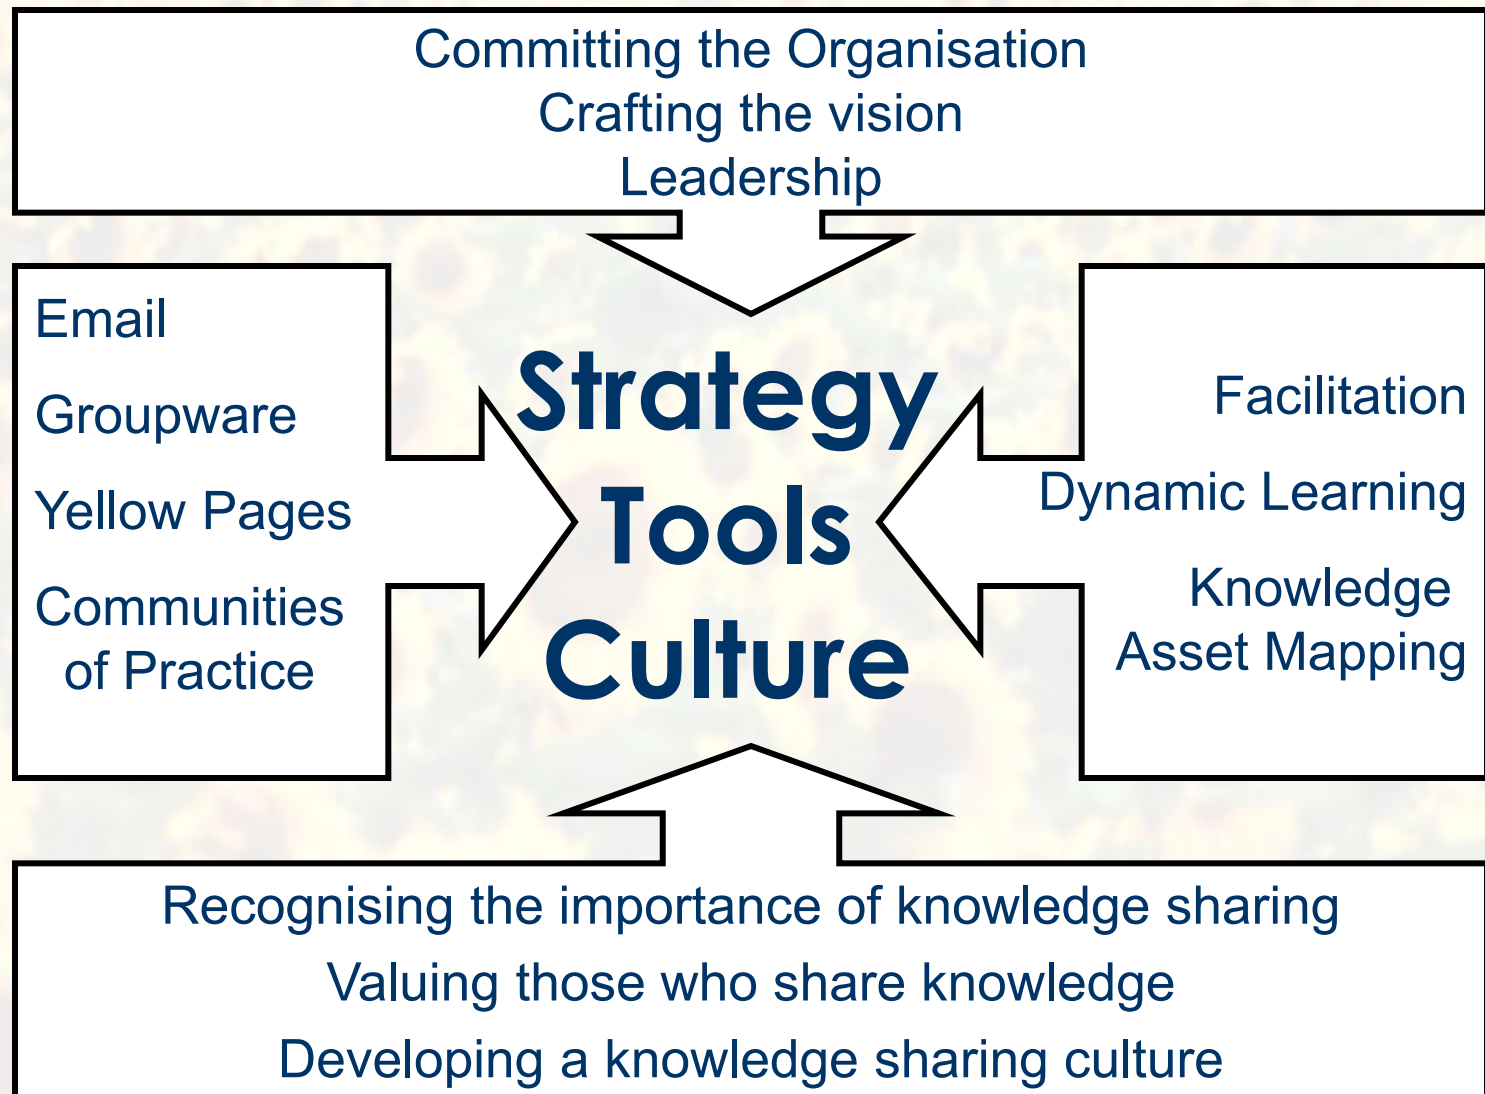 Committing the Organisation
Crafting the vision
Leadership
Email
Groupware
Yellow Pages
Communities
of Practice
Strategy
Tools
Culture
Facilitation
Dynamic Learning
Knowledge
Asset Mapping
Recognising the importance of knowledge sharing
Valuing those who share knowledge
Developing a knowledge sharing culture